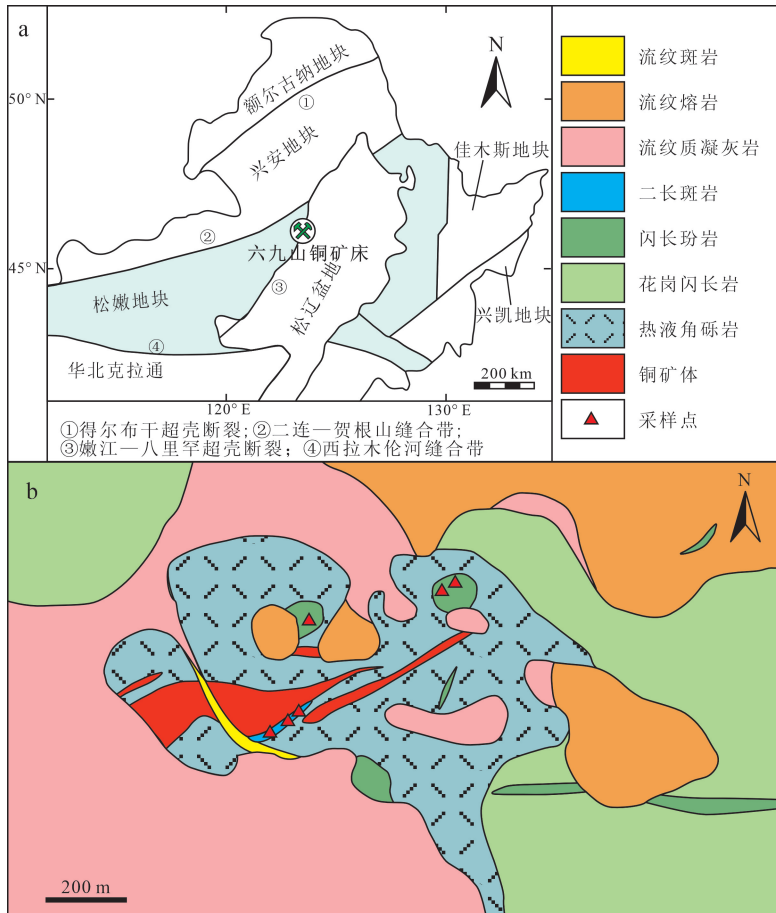 a
N
50° N
45° N
额尔古纳地块
①
兴安地块
佳木斯地块
②
六九山铜矿床
③
松嫩地块
松辽盆地
兴凯地块
④
华北克拉通
200 km
120° E
130° E
①得尔布干超壳断裂;②二连—贺根山缝合带;
③嫩江—八里罕超壳断裂; ④西拉木伦河缝合带
流纹斑岩
流纹熔岩
流纹质凝灰岩
二长斑岩
闪长玢岩
花岗闪长岩
热液角砾岩
铜矿体
采样点
b
N
200 m